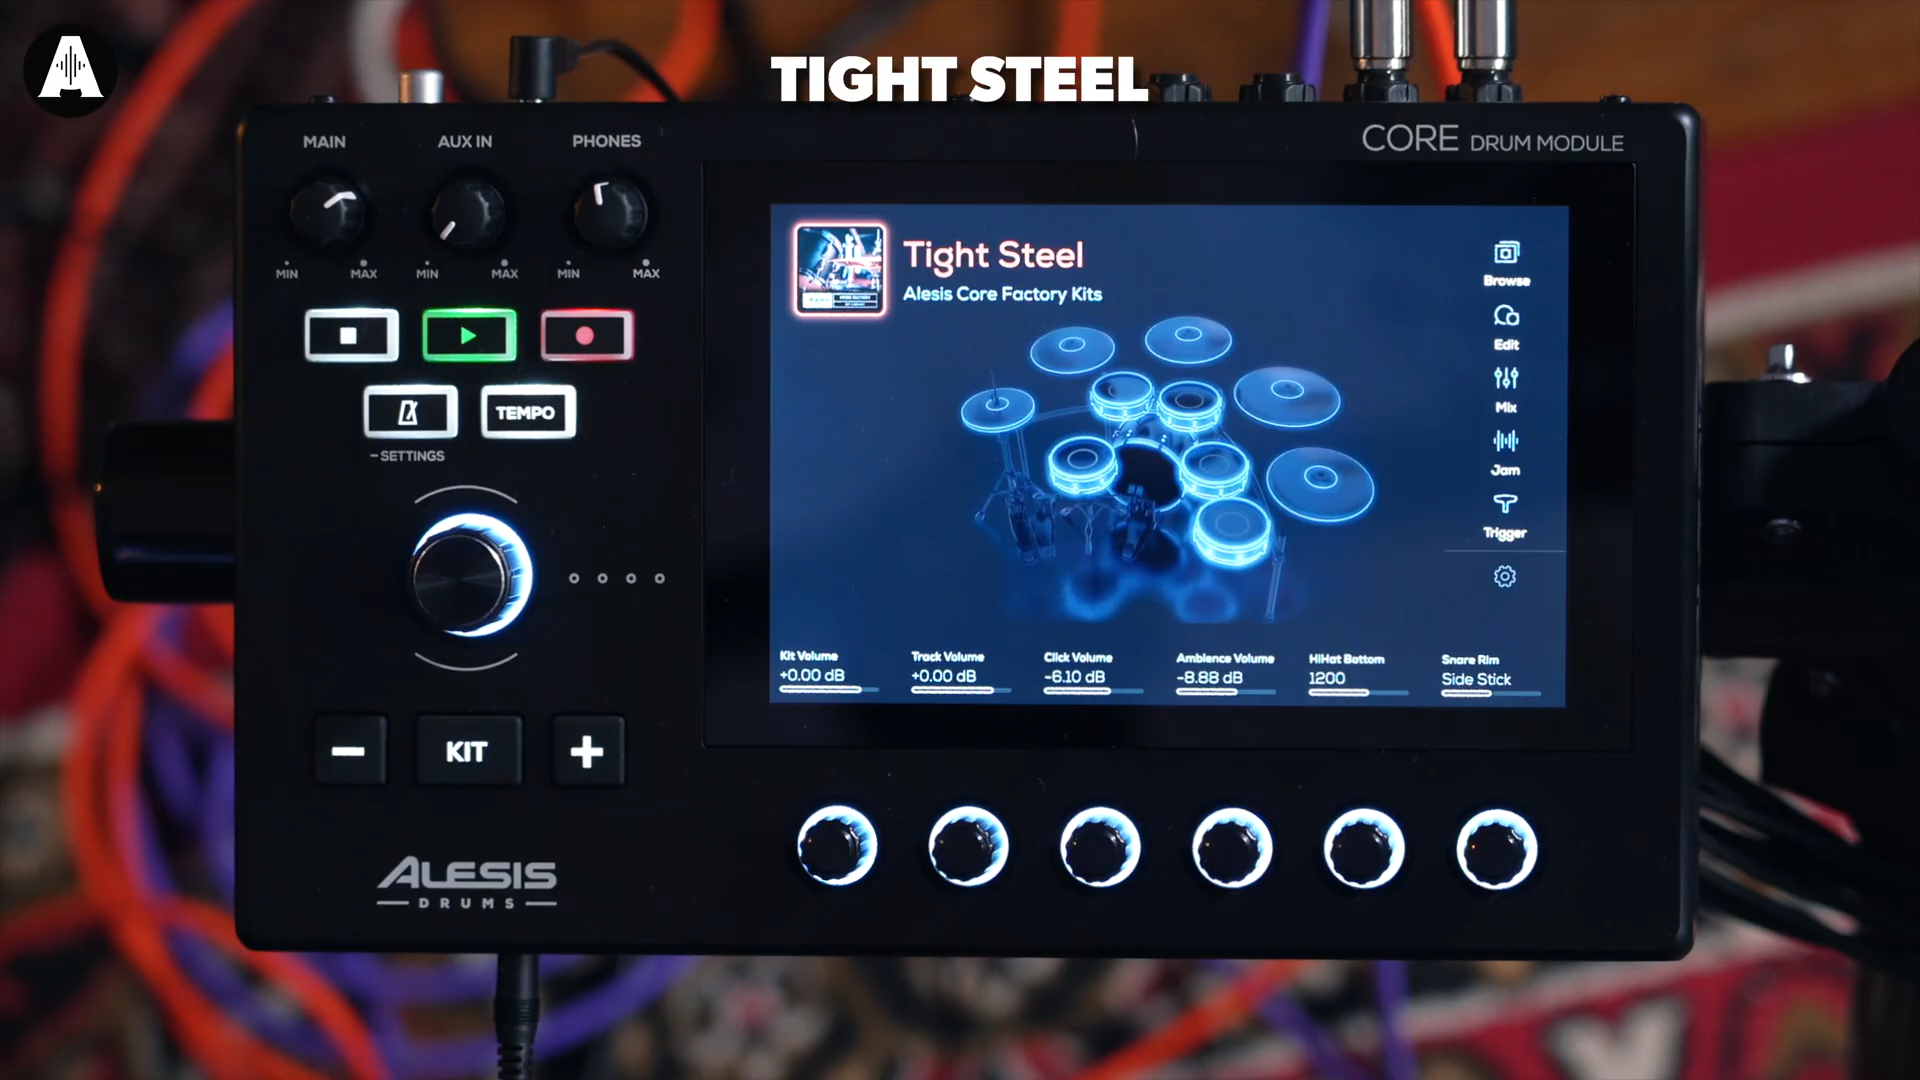 A
TIGHT STEEL
CORE DRUM MODULE
MAIN
AUX IN
PHONES
MIN MAX MIN MAX MIN MAX
TEMPO
SETTINGS
KIT
ALESIS
DRUMS
Tight Steel
Alesis Core Factory Kits
Browse
Edit
Mix
Jam
Trigger
Kit Volume
+0.00 dB
Track Volume
+0.00 dB
Click Volume
-6.10 dB
Ambience Volume
-8.88 dB
HiHat Bottom
1200
Snare Rim
Side Stick